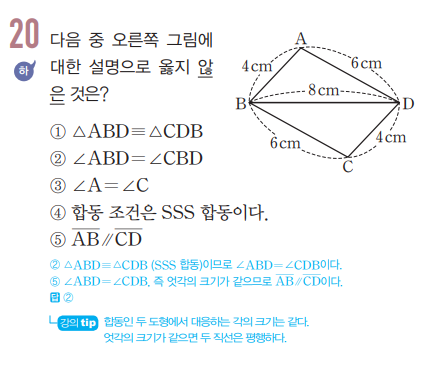 20
하
다음 중 오른쪽 그림에
대한 설명으로 옳지 않
은 것은?
① △ABD≡△CDB
② ∠ABD=∠CBD
③ ∠A=∠C
④ 합동 조건은 SSS 합동이다.
⑤ AB∥CD
A
4cm
6cm
B
8cm
D
6cm
4cm
C
② △ABD≡△CDB (SSS 합동)이므로 ∠ABD=∠CDB이다.
⑤ ∠ABD=∠CDB, 즉 엇각의 크기가 같으므로 AB∥CD이다.
답 ②
강의 tip 합동인 두 도형에서 대응하는 각의 크기는 같다.
엇각의 크기가 같으면 두 직선은 평행하다.